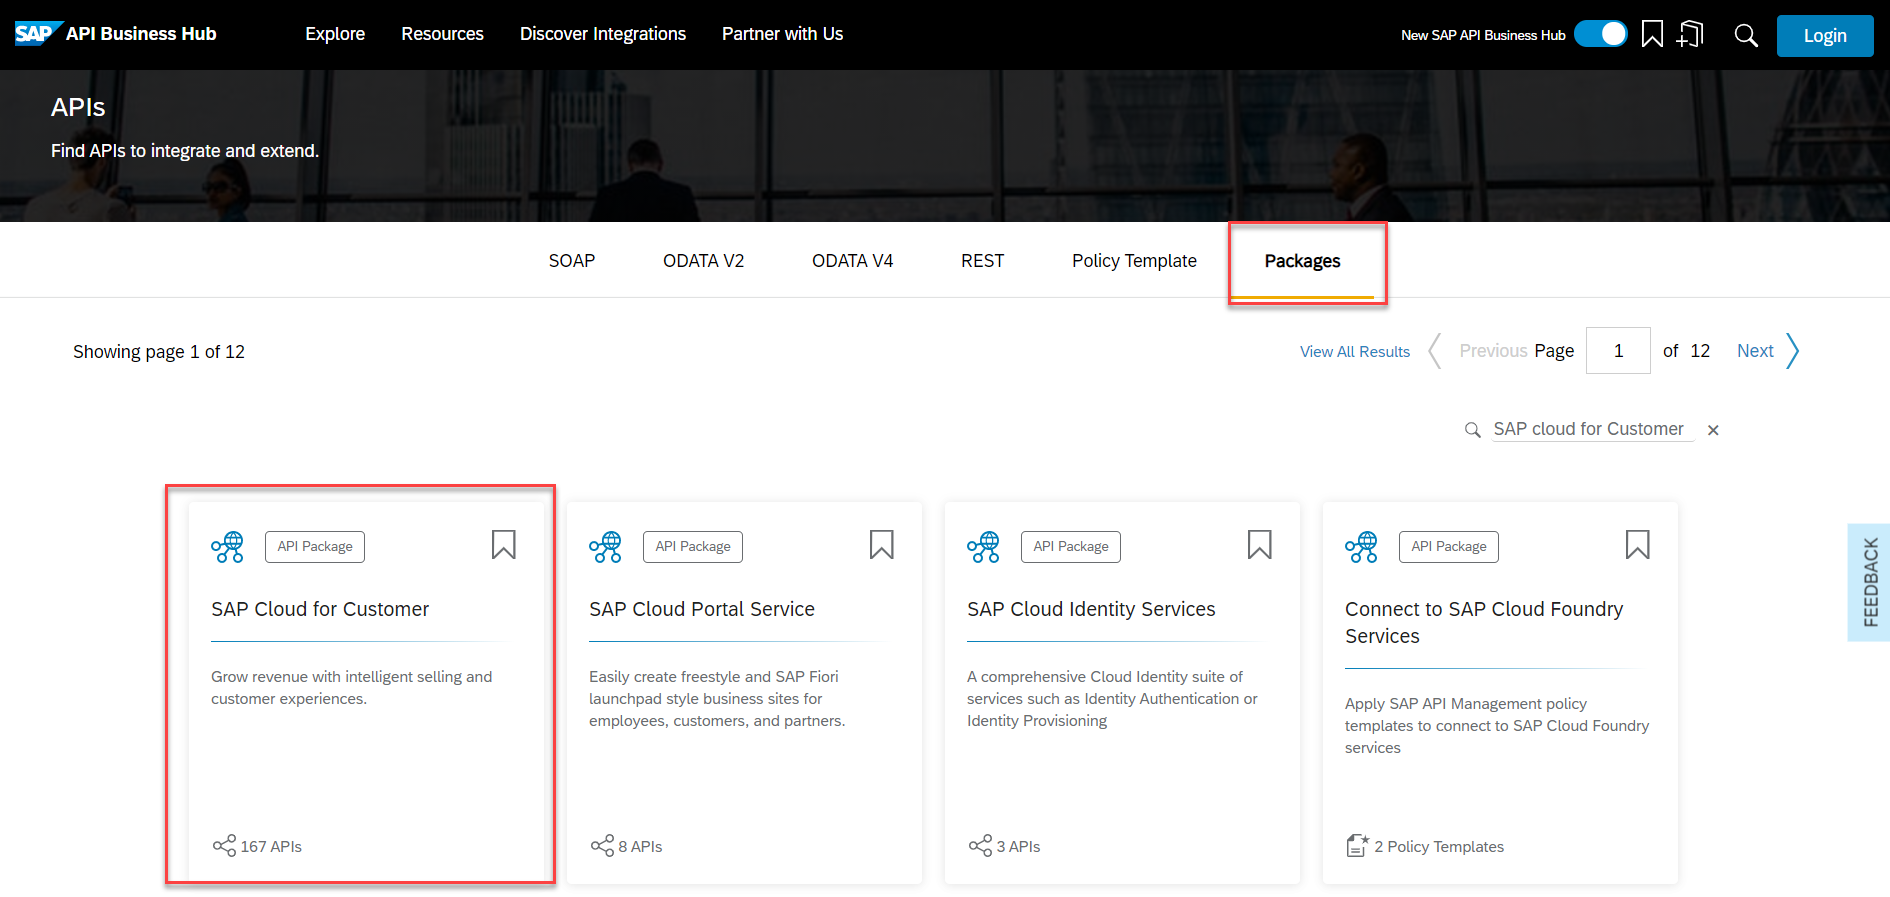 SAP API Business Hub
Explore
Resources
Discover Integrations
Partner with Us
New SAP API Business Hub
Login
APIs
Find APIs to integrate and extend.
SOAP
ODATA V2
ODATA V4
REST
Policy Template
Packages
Showing page 1 of 12
View All Results
Previous Page 1 of 12 Next
SAP cloud for Customer
API Package
SAP Cloud for Customer
Grow revenue with intelligent selling and
customer experiences.
167 APIs
API Package
SAP Cloud Portal Service
Easily create freestyle and SAP Fiori
launchpad style business sites for
employees, customers, and partners.
8 APIs
API Package
SAP Cloud Identity Services
A comprehensive Cloud Identity suite of
services such as Identity Authentication or
Identity Provisioning
3 APIs
API Package
Connect to SAP Cloud Foundry
Services
Apply SAP API Management policy
templates to connect to SAP Cloud Foundry
services
2 Policy Templates
FEEDBACK